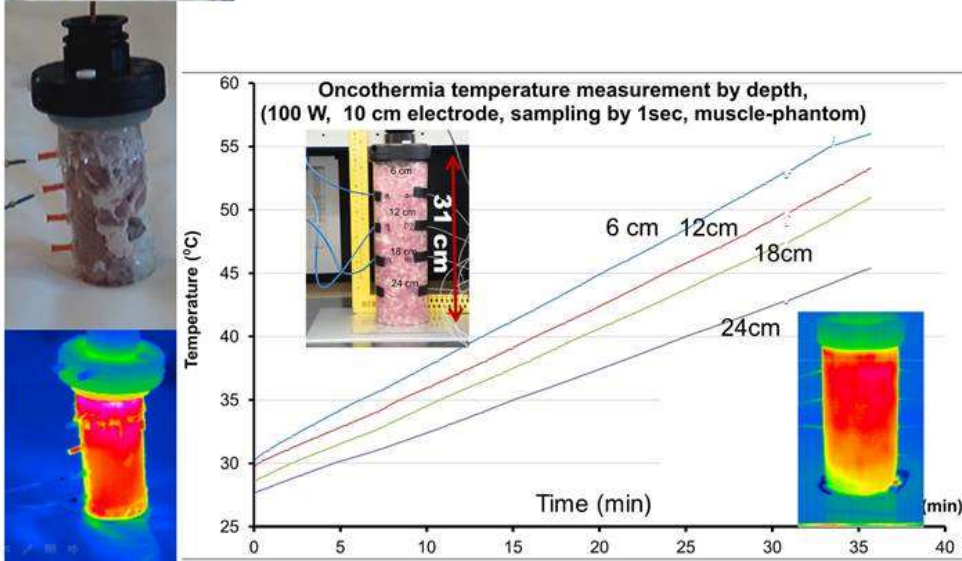 Oncothermia temperature measurement by depth,
(100 W, 10 cm electrode, sampling by 1sec, muscle-phantom)
60
55
50
45
40
35
30
25
Temperature (⁰C)
6 cm
12 cm
18 cm
24 cm
31 cm
6 cm
12cm
18cm
24cm
Time (min)
(min)
0
5
10
15
20
25
30
35
40